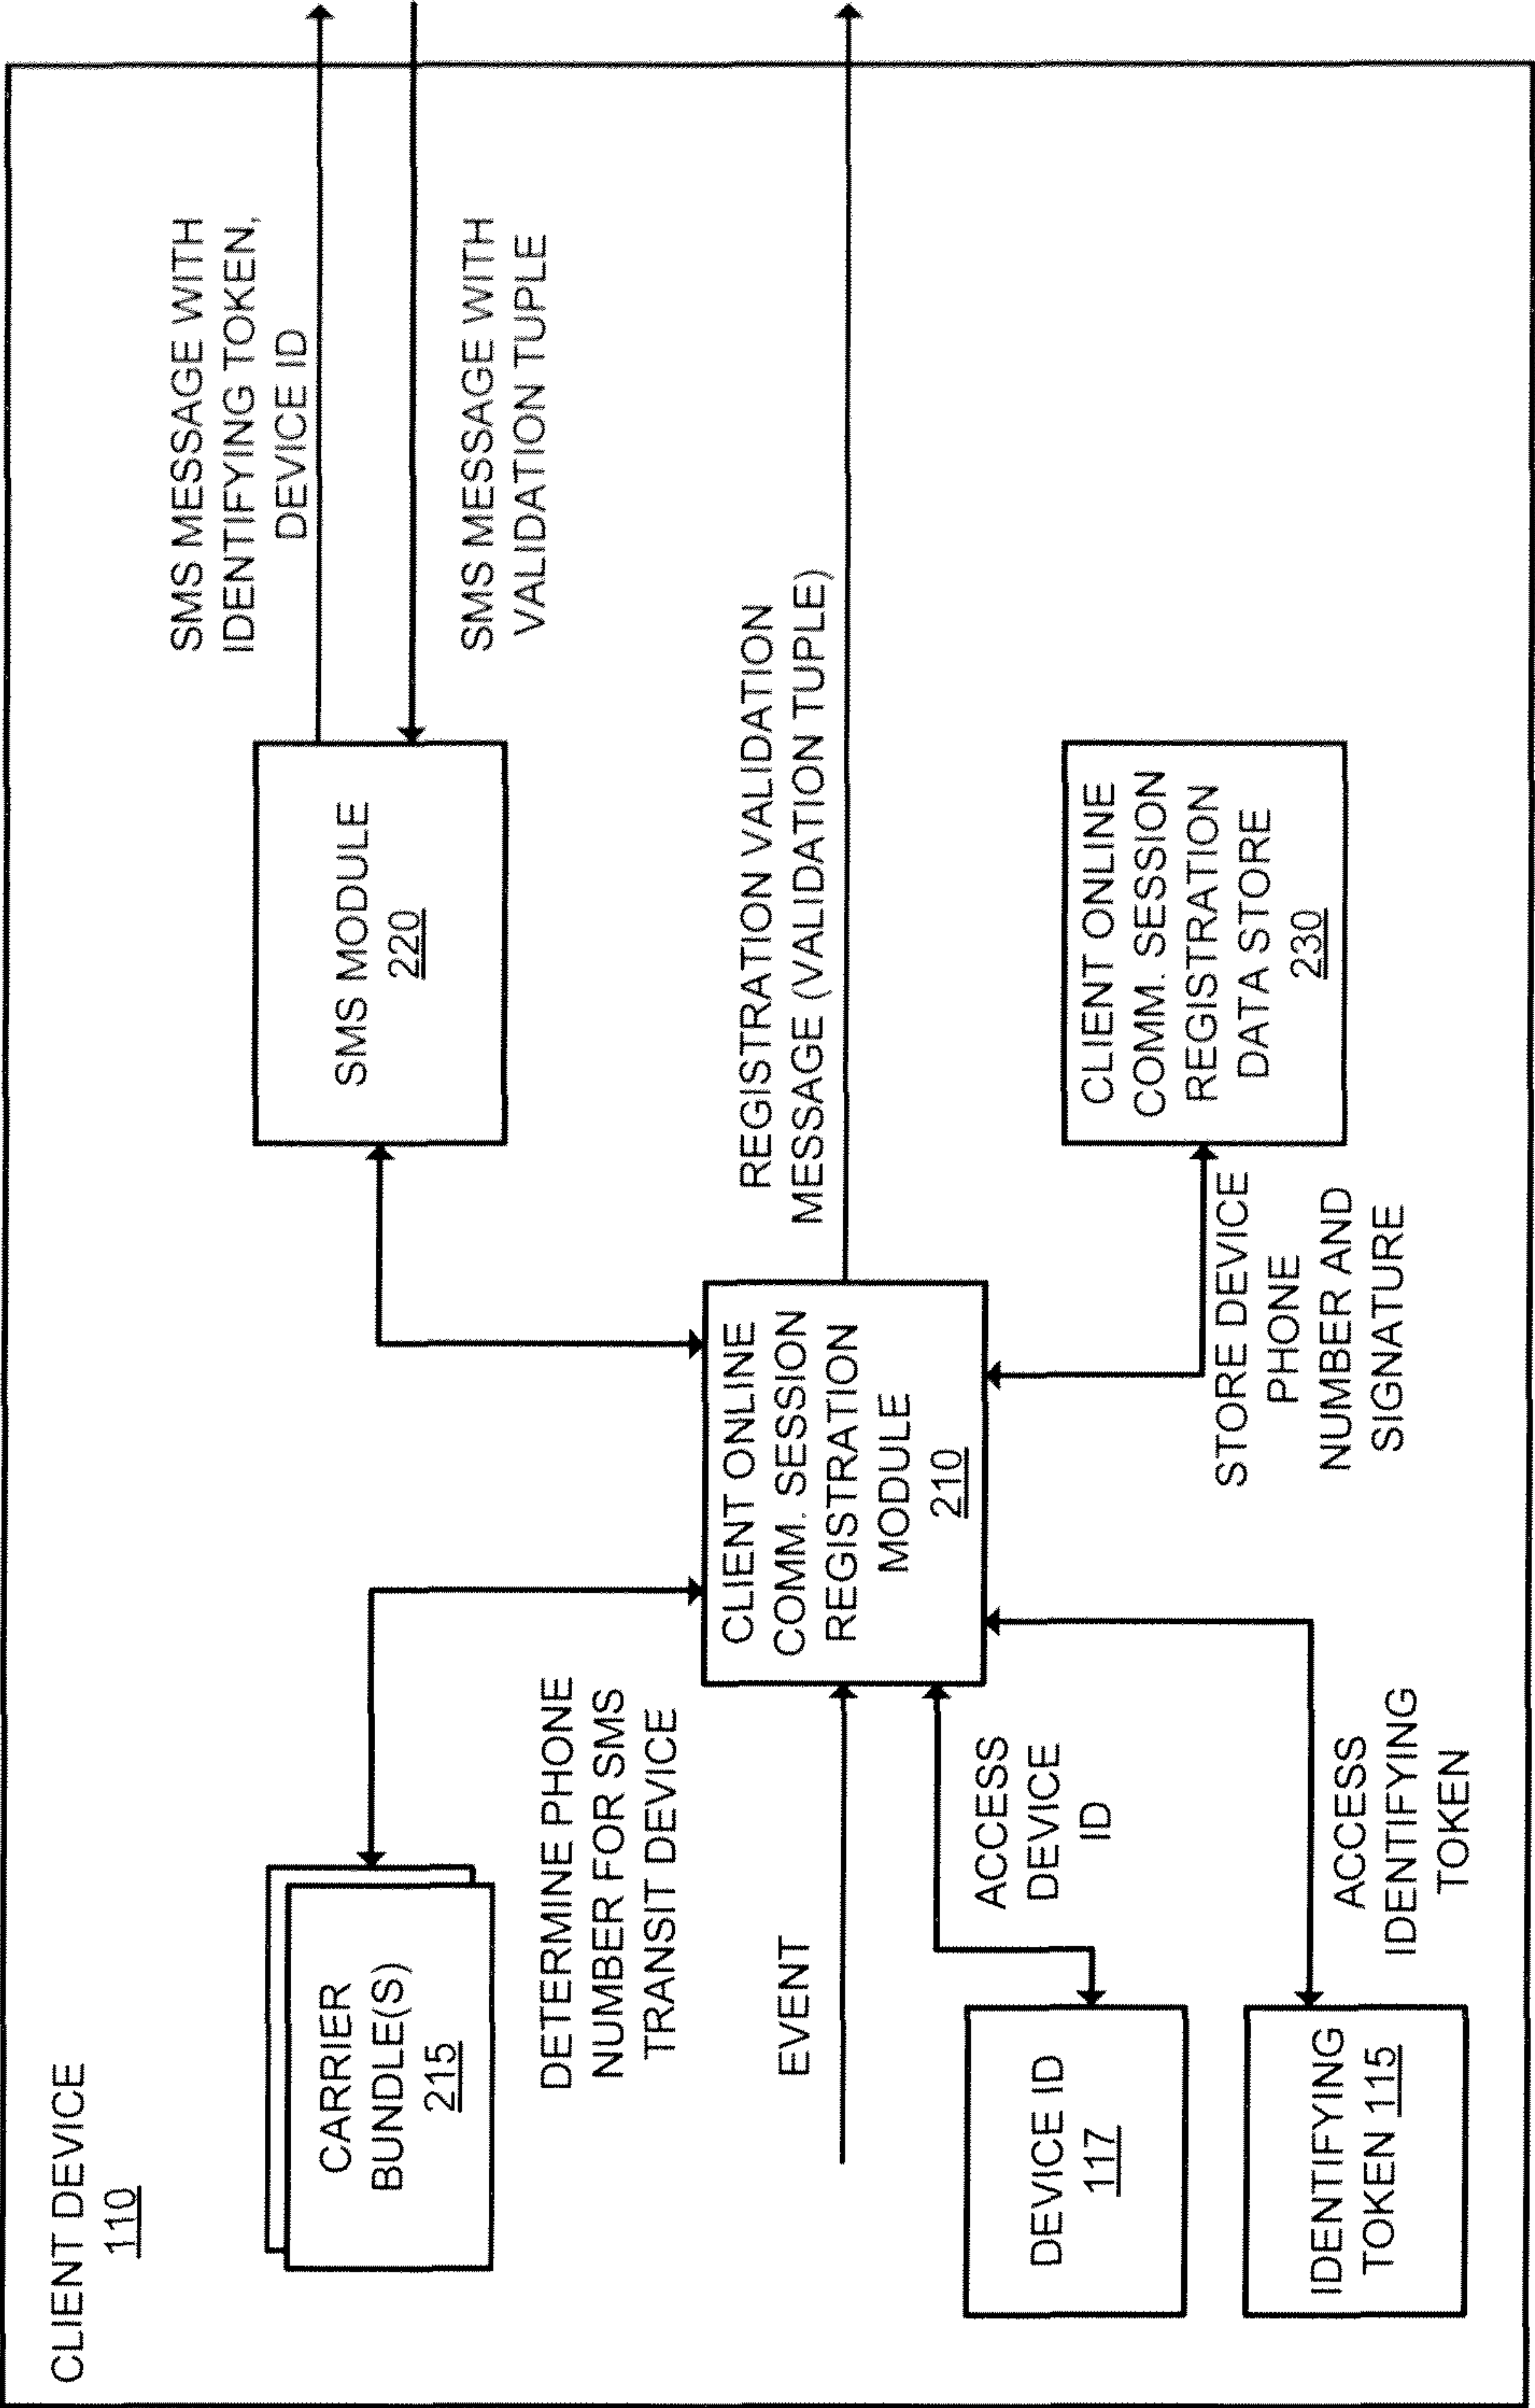 CLIENT DEVICE
110
CARRIER
BUNDLE(S)
215
DETERMINE PHONE
NUMBER FOR SMS
TRANSIT DEVICE
EVENT
DEVICE ID
117
ACCESS
DEVICE
ID
IDENTIFYING
TOKEN 115
ACCESS
IDENTIFYING
TOKEN
CLIENT ONLINE
COMM. SESSION
REGISTRATION
MODULE
210
SMS MODULE
220
SMS MESSAGE WITH
IDENTIFYING TOKEN,
DEVICE ID
SMS MESSAGE WITH
VALIDATION TUPLE
REGISTRATION VALIDATION
MESSAGE (VALIDATION TUPLE)
STORE DEVICE
PHONE
NUMBER AND
SIGNATURE
CLIENT ONLINE
COMM. SESSION
REGISTRATION
DATA STORE
230